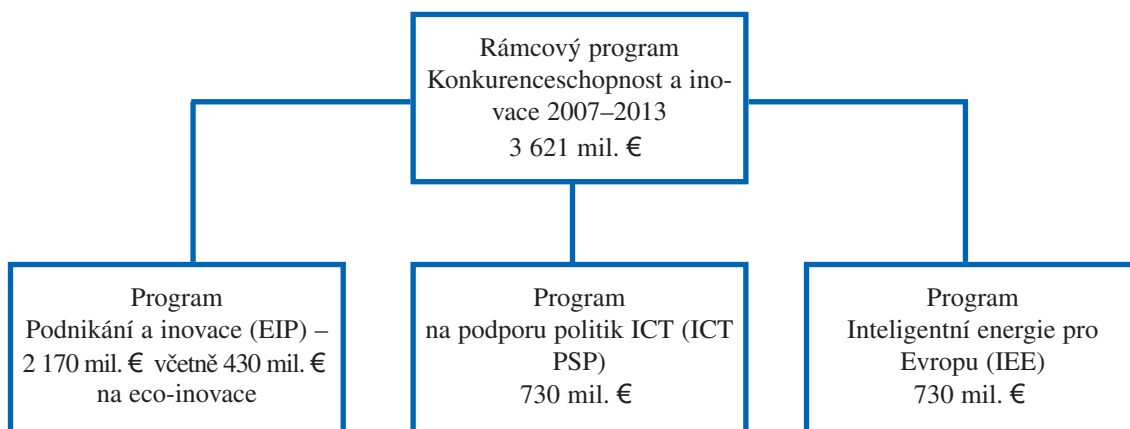 Rámcový program
Konkurenceschopnost a ino-
vace 2007–2013
3 621 mil. €
Program
Podnikání a inovace (EIP) –
2 170 mil. € včetně 430 mil. €
na eco-inovace
Program
na podporu politik ICT (ICT
PSP)
730 mil. €
Program
Inteligentní energie pro
Evropu (IEE)
730 mil. €